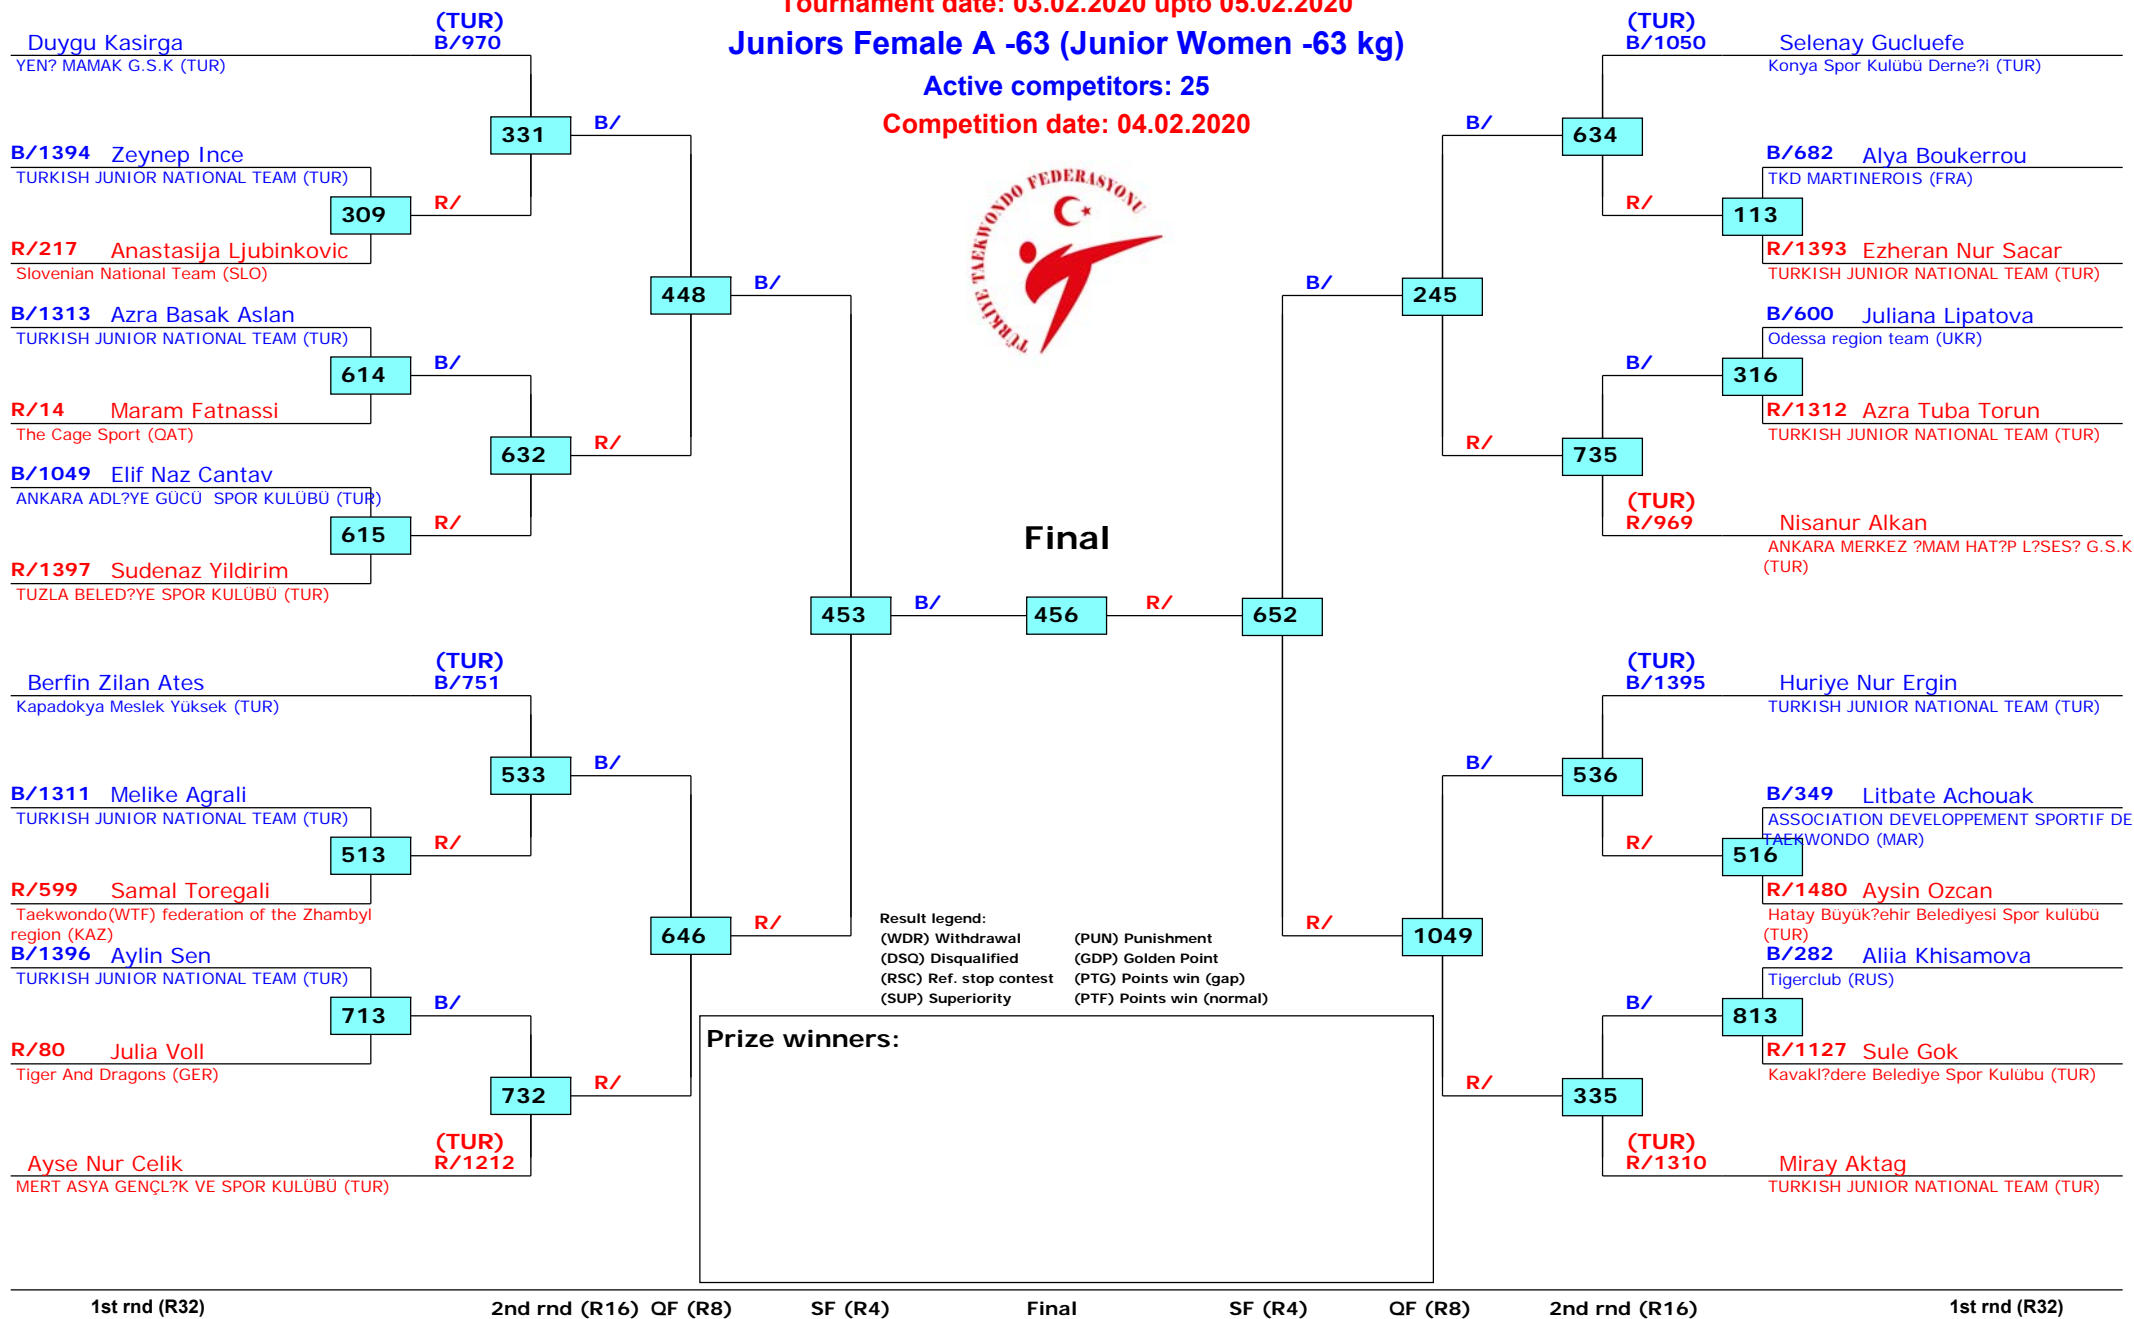 Tournament date: 03.02.2020 upto 05.02.2020
Juniors Female A -63 (Junior Women -63 kg)
Active competitors: 25
Competition date: 04.02.2020
TÜRKİYE TAEKWONDO FEDERASYONU
(TUR)
Duygu Kasirga B/970
YEN? MAMAK G.S.K (TUR)
331 B/
B/1394 Zeynep Ince
TURKISH JUNIOR NATIONAL TEAM (TUR)
309 R/
R/217 Anastasija Ljubinkovic
Slovenian National Team (SLO)
448 B/
B/1313 Azra Basak Aslan
TURKISH JUNIOR NATIONAL TEAM (TUR)
614 B/
R/14 Maram Fatnassi
The Cage Sport (QAT)
632 R/
B/1049 Elif Naz Cantav
ANKARA ADL?YE GÜCÜ SPOR KULÜBÜ (TUR)
615 R/
R/1397 Sudenaz Yildirim
TUZLA BELED?YE SPOR KULÜBÜ (TUR)
453 B/
(TUR)
Berfin Zilan Ates B/751
Kapadokya Meslek Yüksek (TUR)
533 B/
B/1311 Melike Agrali
TURKISH JUNIOR NATIONAL TEAM (TUR)
513 R/
R/599 Samal Toregali
Taekwondo(WTF) federation of the Zhambyl
region (KAZ)
646 R/
B/1396 Aylin Sen
TURKISH JUNIOR NATIONAL TEAM (TUR)
713 B/
R/80 Julia Voll
Tiger And Dragons (GER)
732 R/
(TUR)
Ayse Nur Celik R/1212
MERT ASYA GENÇL?K VE SPOR KULÜBÜ (TUR)
Final
456
(TUR)
B/1050 Selenay Gucluefe
Konya Spor Kulübü Derne?i (TUR)
B/ 634
B/682 Alya Boukerrou
TKD MARTINEROIS (FRA)
R/ 113
R/1393 Ezheran Nur Sacar
TURKISH JUNIOR NATIONAL TEAM (TUR)
B/ 245
B/600 Juliana Lipatova
Odessa region team (UKR)
B/ 316
R/1312 Azra Tuba Torun
TURKISH JUNIOR NATIONAL TEAM (TUR)
R/ 735
(TUR)
R/969 Nisanur Alkan
ANKARA MERKEZ ?MAM HAT?P L?SES? G.S.K
(TUR)
R/ 652
(TUR)
B/1395 Huriye Nur Ergin
TURKISH JUNIOR NATIONAL TEAM (TUR)
B/ 536
B/349 Litbate Achouak
ASSOCIATION DEVELOPPEMENT SPORTIF DE
TAEKWONDO (MAR)
R/ 516
R/1480 Aysin Ozcan
Hatay Büyük?ehir Belediyesi Spor kulübü
(TUR)
R/ 1049
B/282 Aliia Khisamova
Tigerclub (RUS)
B/ 813
R/1127 Sule Gok
Kavakl?dere Belediye Spor Kulübu (TUR)
R/ 335
(TUR)
R/1310 Miray Aktag
TURKISH JUNIOR NATIONAL TEAM (TUR)
Result legend:
(WDR) Withdrawal (PUN) Punishment
(DSQ) Disqualified (GDP) Golden Point
(RSC) Ref. stop contest (PTG) Points win (gap)
(SUP) Superiority (PTF) Points win (normal)
Prize winners:
1st rnd (R32) 2nd rnd (R16) QF (R8) SF (R4) Final SF (R4) QF (R8) 2nd rnd (R16) 1st rnd (R32)